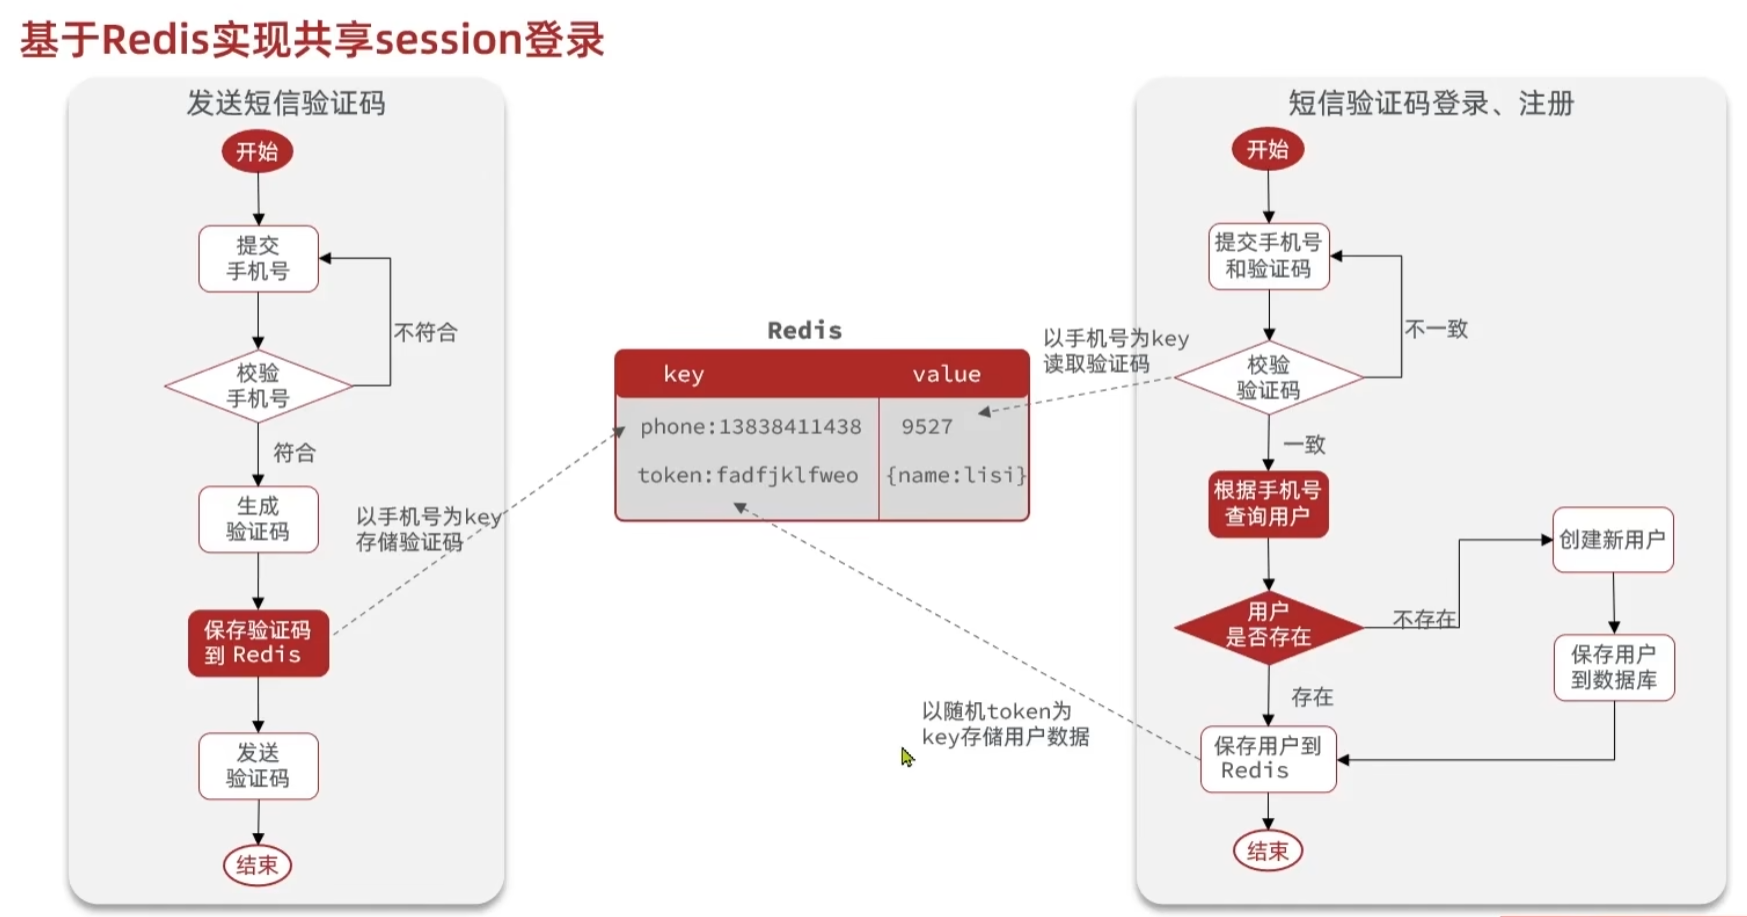 基于Redis实现共享session登录
发送短信验证码
开始
提交
手机号
不符合
校验
手机号
符合
生成
验证码
以手机号为key
存储验证码
保存验证码
到 Redis
发送
验证码
结束
Redis
key value
phone:13838411438 9527
token:fadfjklfweo {name:lisi}
以手机号为key
读取验证码
以随机token为
key存储用户数据
短信验证码登录、注册
开始
提交手机号
和验证码
不一致
校验
验证码
一致
根据手机号
查询用户
用户
是否存在
不存在
创建新用户
保存用户
到数据库
存在
保存用户到
Redis
结束